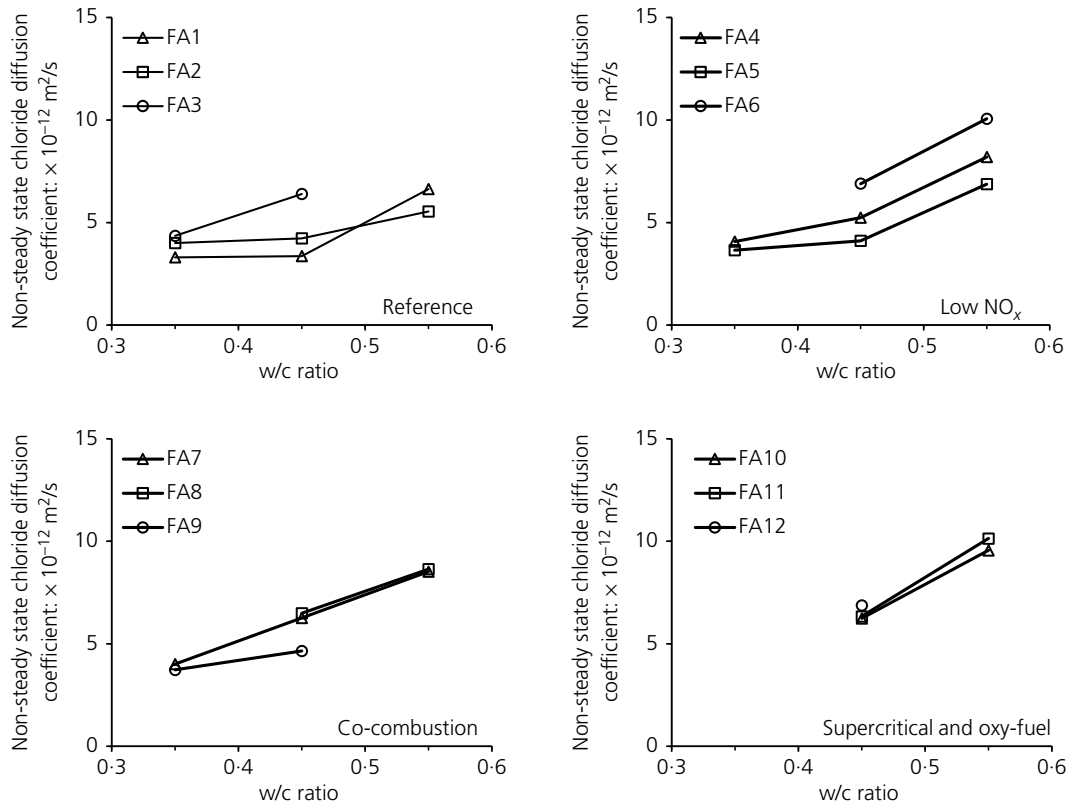 Non-steady state chloride diffusion
coefficient: × 10⁻¹² m²/s
15
10
5
0
FA1
FA2
FA3
Reference
0·3
0·4
0·5
0·6
w/c ratio
Non-steady state chloride diffusion
coefficient: × 10⁻¹² m²/s
15
10
5
0
FA4
FA5
FA6
Low NOₓ
0·3
0·4
0·5
0·6
w/c ratio
Non-steady state chloride diffusion
coefficient: × 10⁻¹² m²/s
15
10
5
0
FA7
FA8
FA9
Co-combustion
0·3
0·4
0·5
0·6
w/c ratio
Non-steady state chloride diffusion
coefficient: × 10⁻¹² m²/s
15
10
5
0
FA10
FA11
FA12
Supercritical and oxy-fuel
0·3
0·4
0·5
0·6
w/c ratio